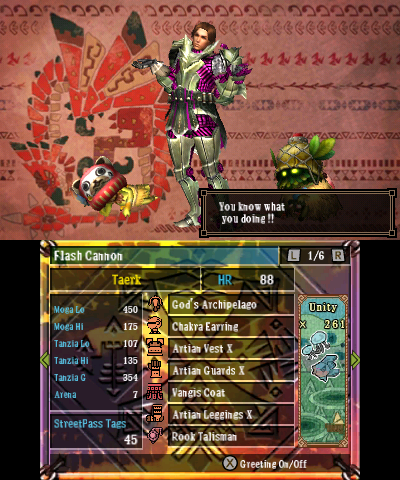 You know what
you doing !!
Flash Cannon
L 1/6 R
Taerk HR 88
Moga Lo 450
Moga Hi 175
Tanzia Lo 107
Tanzia Hi 135
Tanzia G 354
Arena 7
StreetPass Tags
45
God's Archipelago
Chakra Earring
Artian Vest X
Artian Guards X
Vangis Coat
Artian Leggings X
Rook Talisman
Unity
× 261
X Greeting On/Off